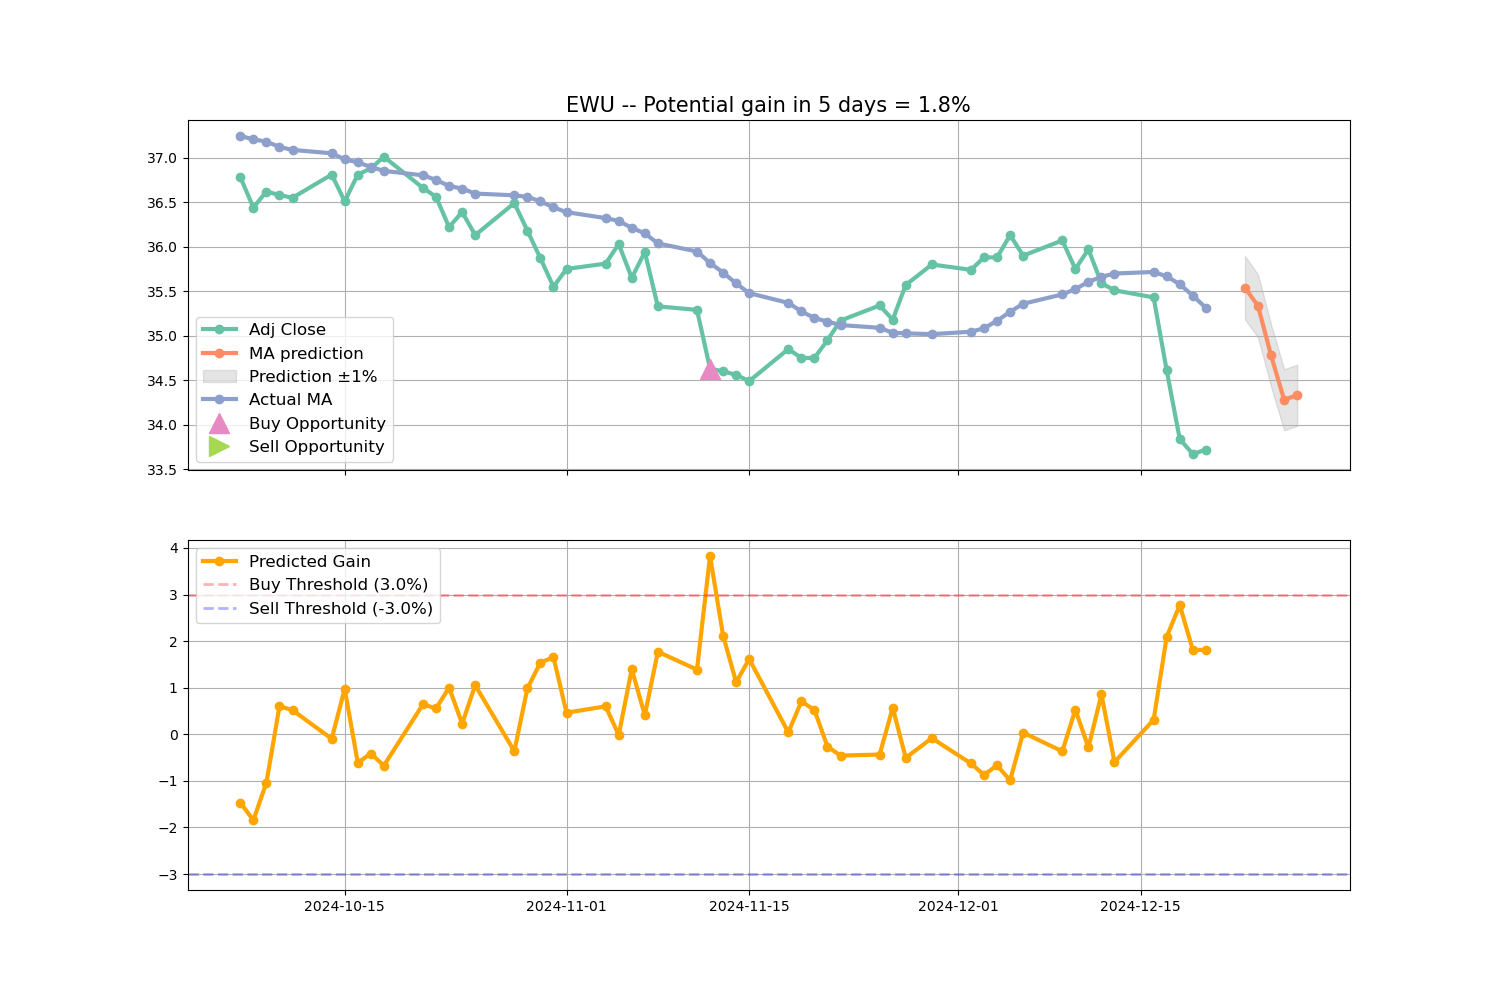 EWU -- Potential gain in 5 days = 1.8%
37.0
36.5
36.0
35.5
35.0
34.5
34.0
33.5
Adj Close
MA prediction
Prediction ±1%
Actual MA
Buy Opportunity
Sell Opportunity
4
3
2
1
0
−1
−2
−3
Predicted Gain
Buy Threshold (3.0%)
Sell Threshold (-3.0%)
2024-10-15
2024-11-01
2024-11-15
2024-12-01
2024-12-15